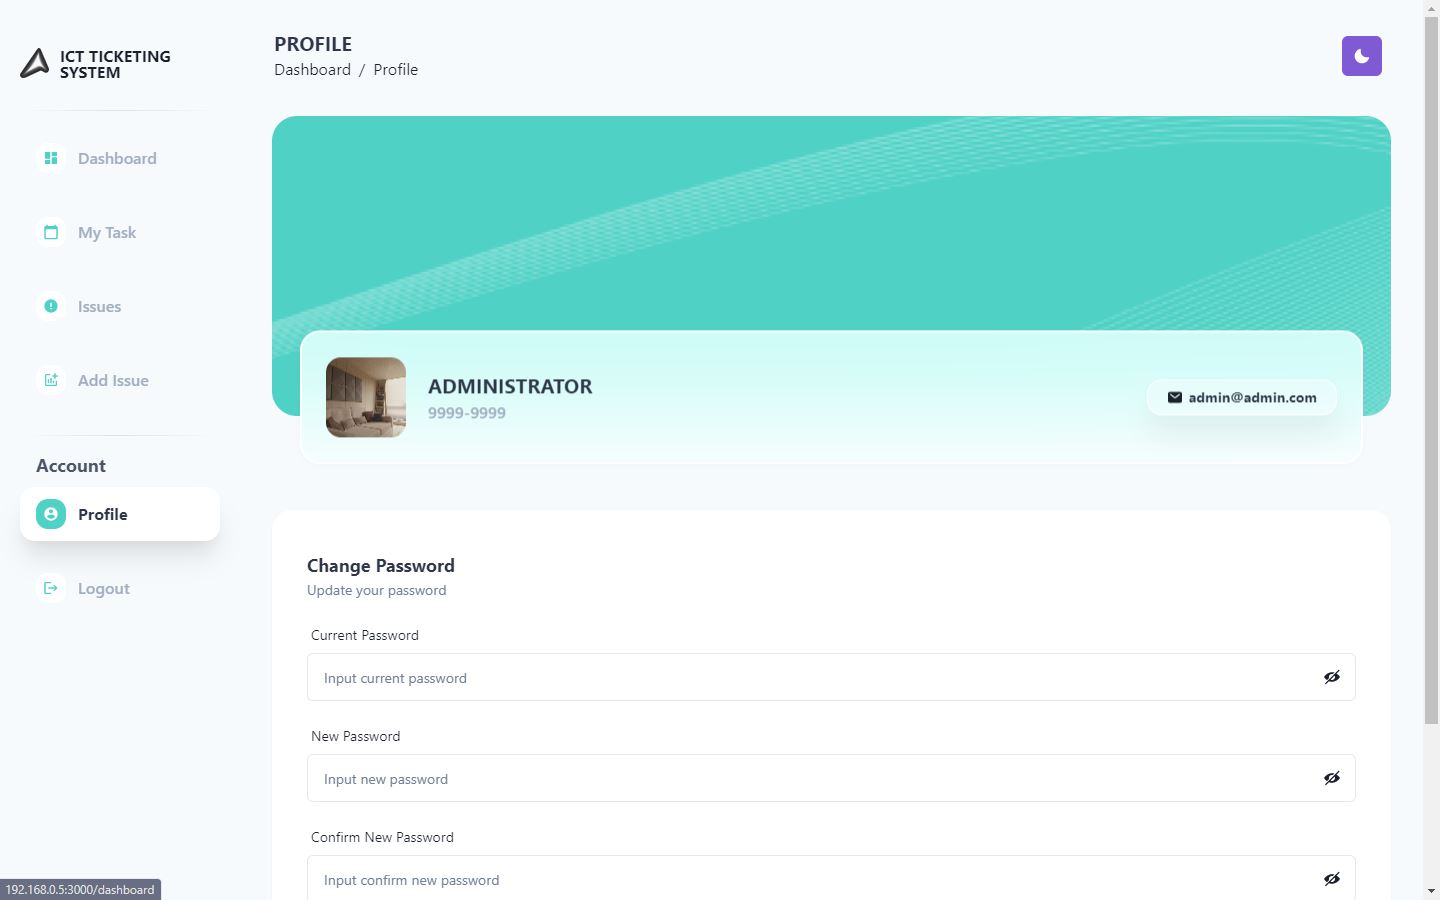 ICT TICKETING
SYSTEM
Dashboard
My Task
Issues
Add Issue
Account
Profile
Logout
PROFILE
Dashboard / Profile
ADMINISTRATOR
9999-9999
admin@admin.com
Change Password
Update your password
Current Password
Input current password
New Password
Input new password
Confirm New Password
Input confirm new password
192.168.0.5:3000/dashboard